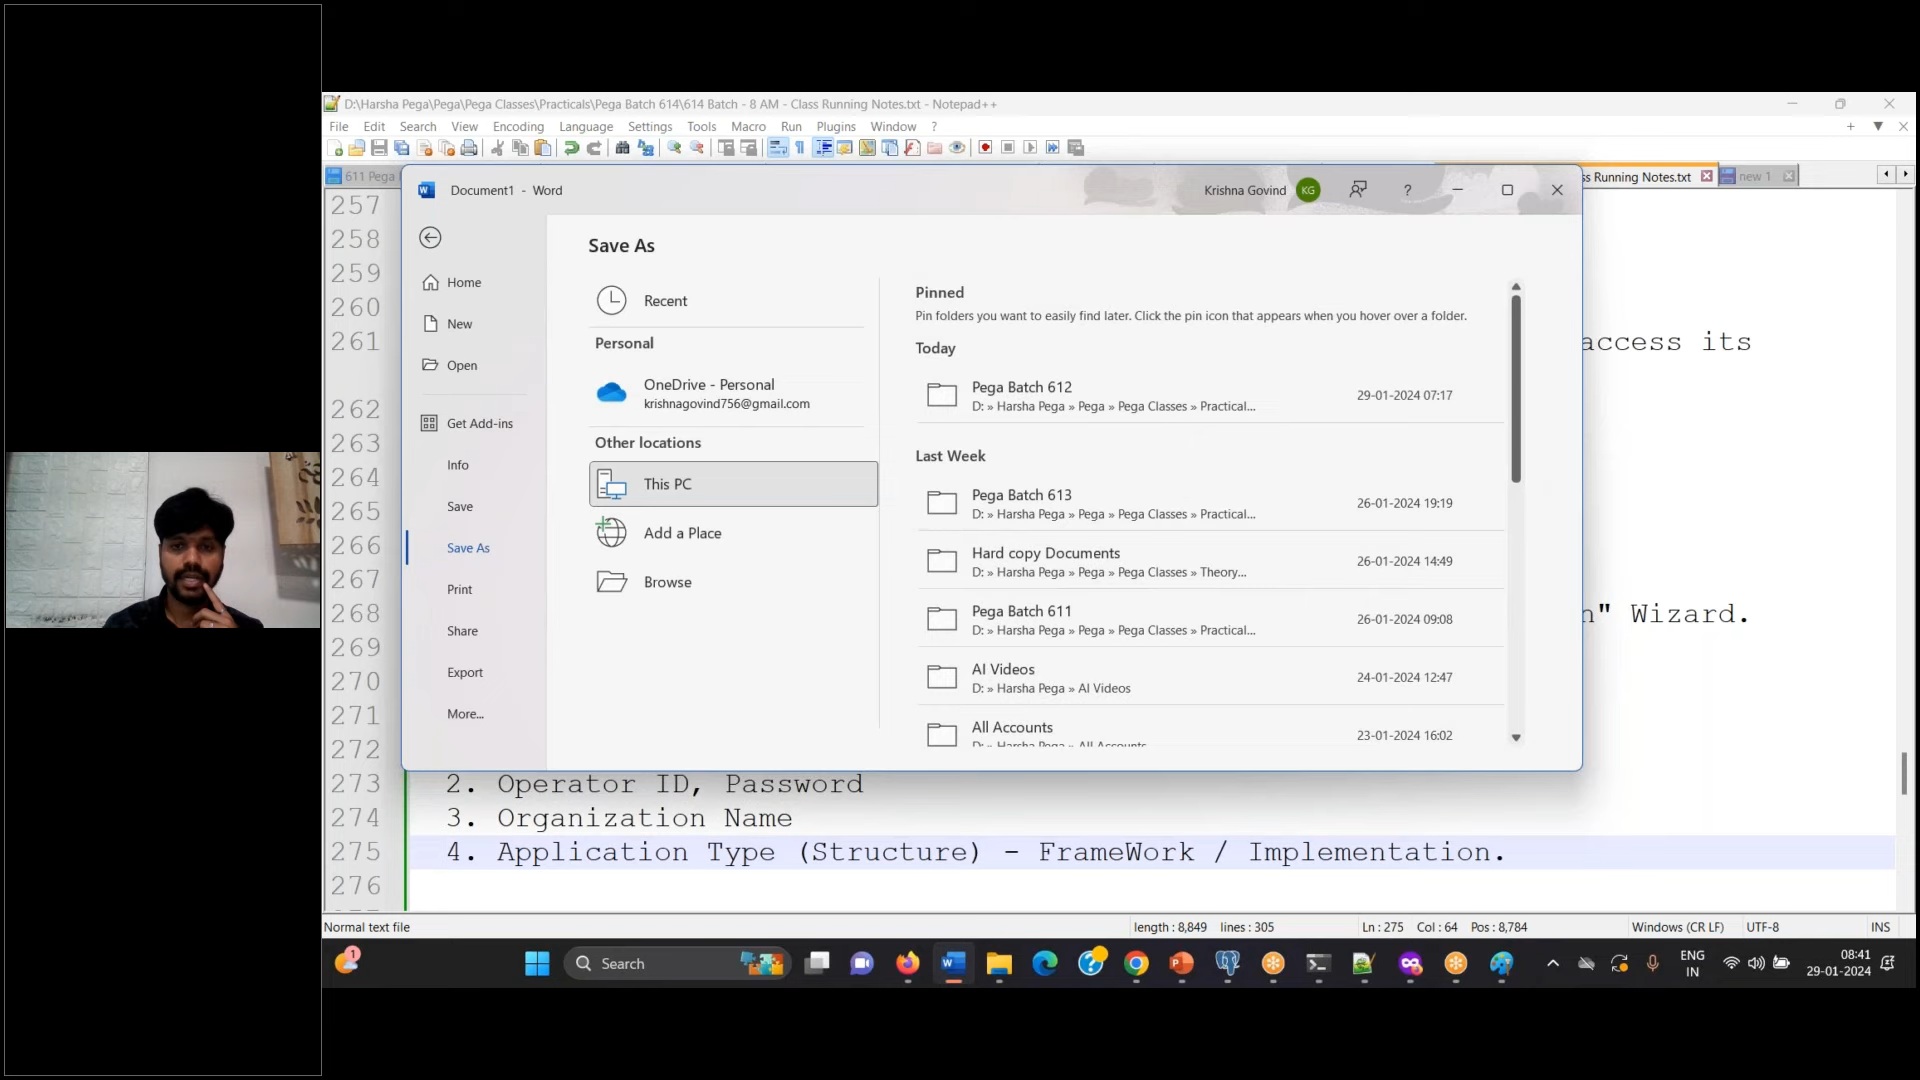 D:\Harsha Pega\Pega\Pega Classes\Practicals\Pega Batch 614\614 Batch - 8 AM - Class Running Notes.txt - Notepad++
File Edit Search View Encoding Language Settings Tools Macro Run Plugins Window ?
611 Pega
ss Running Notes.txt
new 1
Document1 - Word
Krishna Govind KG
Save As
Home
New
Open
Get Add-ins
Info
Save
Save As
Print
Share
Export
More...
Recent
Personal
OneDrive - Personal
krishnagovind756@gmail.com
Other locations
This PC
Add a Place
Browse
Pinned
Pin folders you want to easily find later. Click the pin icon that appears when you hover over a folder.
Today
Pega Batch 612 29-01-2024 07:17
D: » Harsha Pega » Pega » Pega Classes » Practical...
Last Week
Pega Batch 613 26-01-2024 19:19
D: » Harsha Pega » Pega » Pega Classes » Practical...
Hard copy Documents 26-01-2024 14:49
D: » Harsha Pega » Pega » Pega Classes » Theory...
Pega Batch 611 26-01-2024 09:08
D: » Harsha Pega » Pega » Pega Classes » Practical...
AI Videos 24-01-2024 12:47
D: » Harsha Pega » AI Videos
All Accounts 23-01-2024 16:02
D: » Harsha Pega » All Accounts
257
258
259
260
261 access its
262
263
264
265
266
267
268 n" Wizard.
269
270
271
272
273 2. Operator ID, Password
274 3. Organization Name
275 4. Application Type (Structure) - FrameWork / Implementation.
276
Normal text file length : 8,849 lines : 305 Ln : 275 Col : 64 Pos : 8,784 Windows (CR LF) UTF-8 INS
1
Search
ENG
IN
08:41
29-01-2024